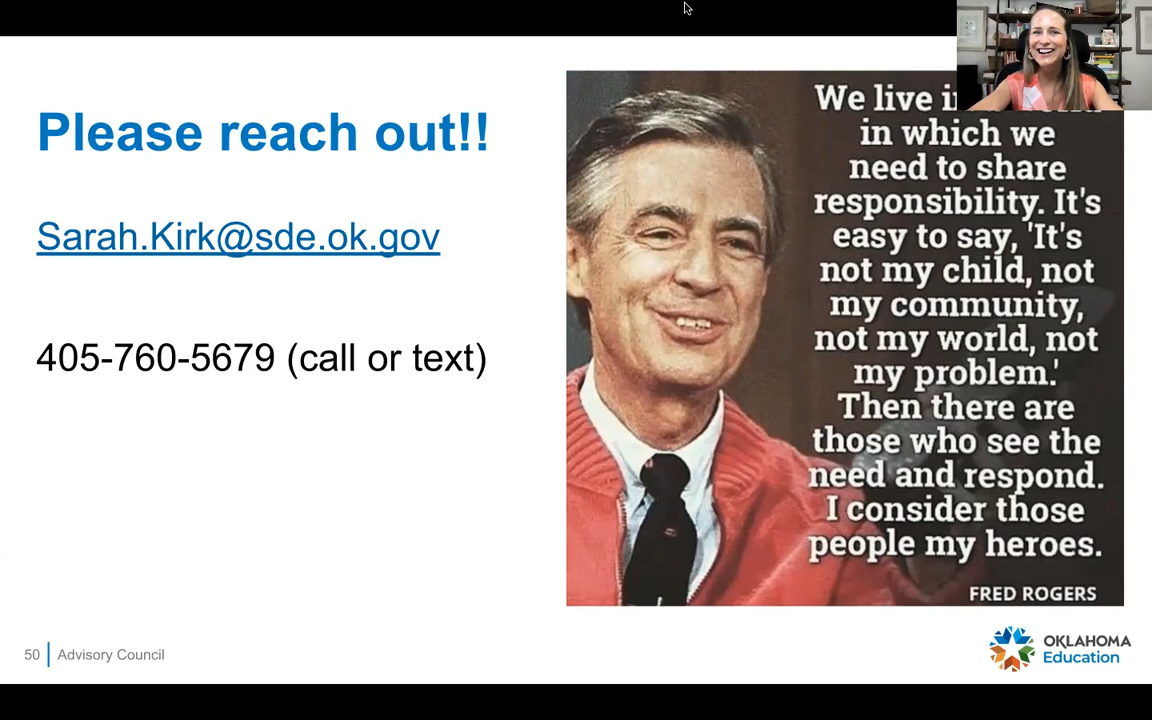 Please reach out!!
Sarah.Kirk@sde.ok.gov
405-760-5679 (call or text)
We live
in which we
need to share
responsibility. It's
easy to say, 'It's
not my child, not
my community,
not my world, not
my problem.'
Then there are
those who see the
need and respond.
I consider those
people my heroes.
FRED ROGERS
50 | Advisory Council
OKLAHOMA
Education